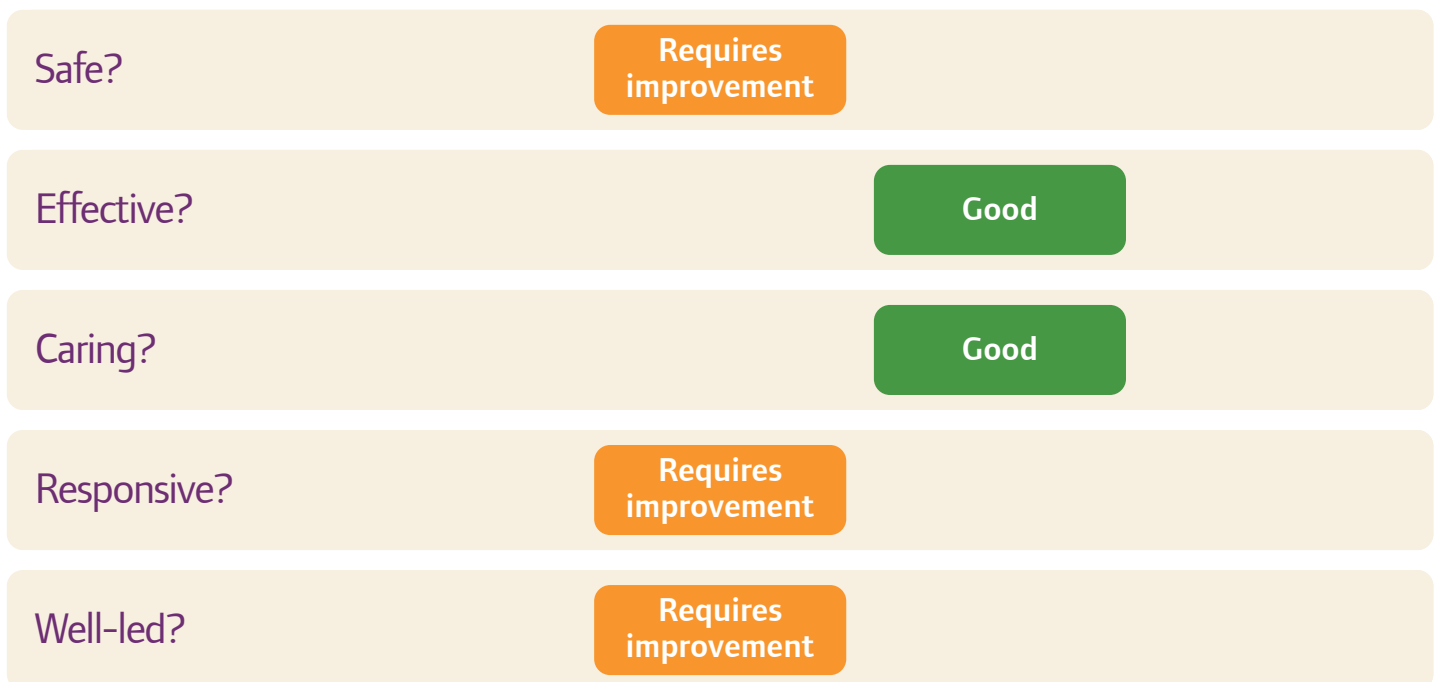 Safe?
Requires
improvement
Effective?
Good
Caring?
Good
Responsive?
Requires
improvement
Well-led?
Requires
improvement